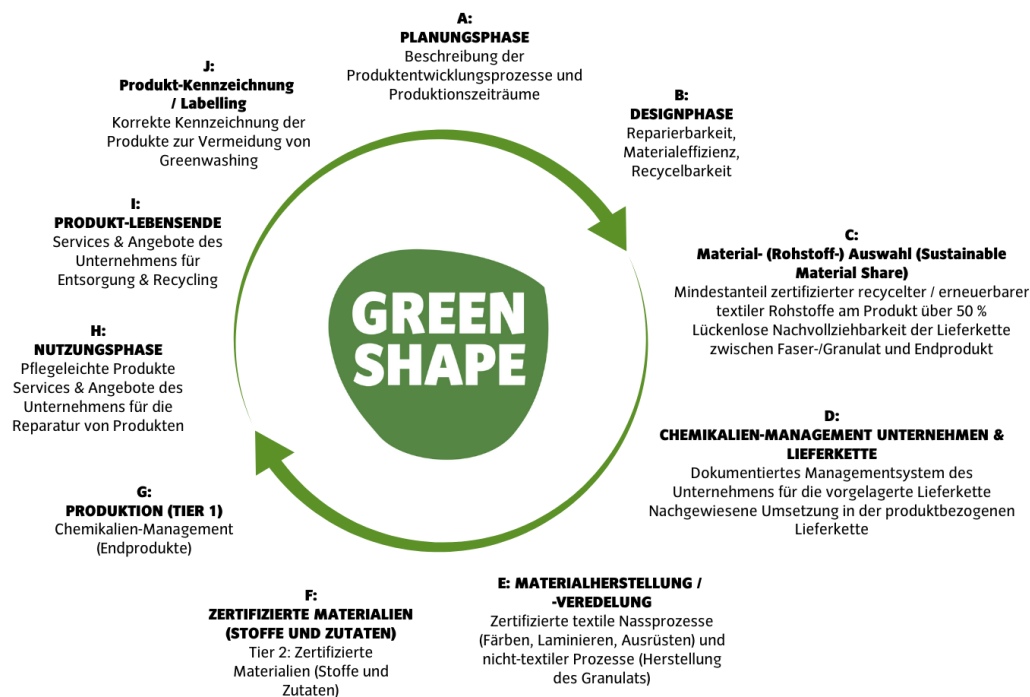 A:
PLANUNGSPHASE
Beschreibung der
Produktentwicklungsprozesse und
Produktionszeiträume
B:
DESIGNPHASE
Reparierbarkeit,
Materialeffizienz,
Recycelbarkeit
C:
Material- (Rohstoff-) Auswahl (Sustainable
Material Share)
Mindestanteil zertifizierter recycelter / erneuerbarer
textiler Rohstoffe am Produkt über 50 %
Lückenlose Nachvollziehbarkeit der Lieferkette
zwischen Faser-/Granulat und Endprodukt
D:
CHEMIKALIEN-MANAGEMENT UNTERNEHMEN &
LIEFERKETTE
Dokumentiertes Managementsystem des
Unternehmens für die vorgelagerte Lieferkette
Nachgewiesene Umsetzung in der produktbezogenen
Lieferkette
E: MATERIALHERSTELLUNG /
-VEREDELUNG
Zertifizierte textile Nassprozesse
(Färben, Laminieren, Ausrüsten) und
nicht-textiler Prozesse (Herstellung
des Granulats)
F:
ZERTIFIZIERTE MATERIALIEN
(STOFFE UND ZUTATEN)
Tier 2: Zertifizierte
Materialien (Stoffe und
Zutaten)
G:
PRODUKTION (TIER 1)
Chemikalien-Management
(Endprodukte)
H:
NUTZUNGSPHASE
Pflegeleichte Produkte
Services & Angebote des
Unternehmens für die
Reparatur von Produkten
I:
PRODUKT-LEBENSENDE
Services & Angebote des
Unternehmens für
Entsorgung & Recycling
J:
Produkt-Kennzeichnung
/ Labelling
Korrekte Kennzeichnung der
Produkte zur Vermeidung von
Greenwashing
GREEN
SHAPE